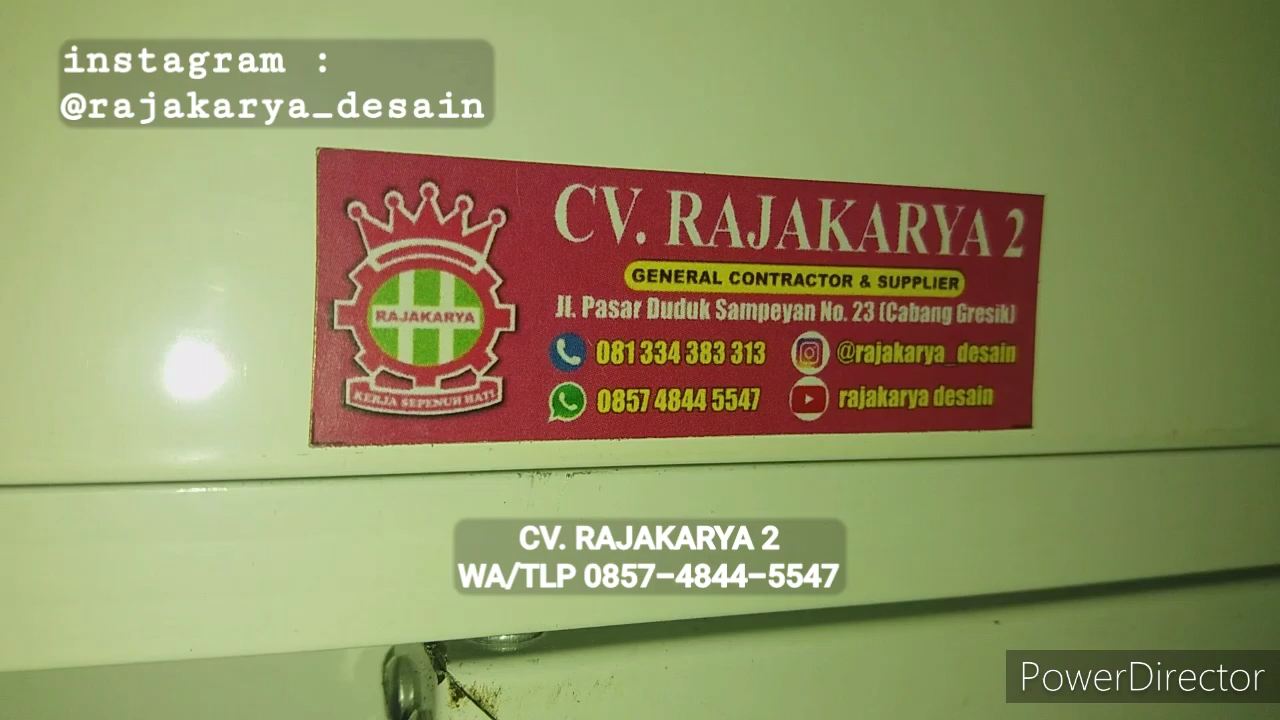 instagram :
@rajakarya_desain
CV. RAJAKARYA 2
GENERAL CONTRACTOR & SUPPLIER
Jl. Pasar Duduk Sampeyan No. 23 (Cabang Gresik)
081 334 383 313
@rajakarya_desain
0857 4844 5547
rajakarya desain
RAJAKARYA
KERJA SEPENUH HATI
CV. RAJAKARYA 2
WA/TLP 0857-4844-5547
PowerDirector